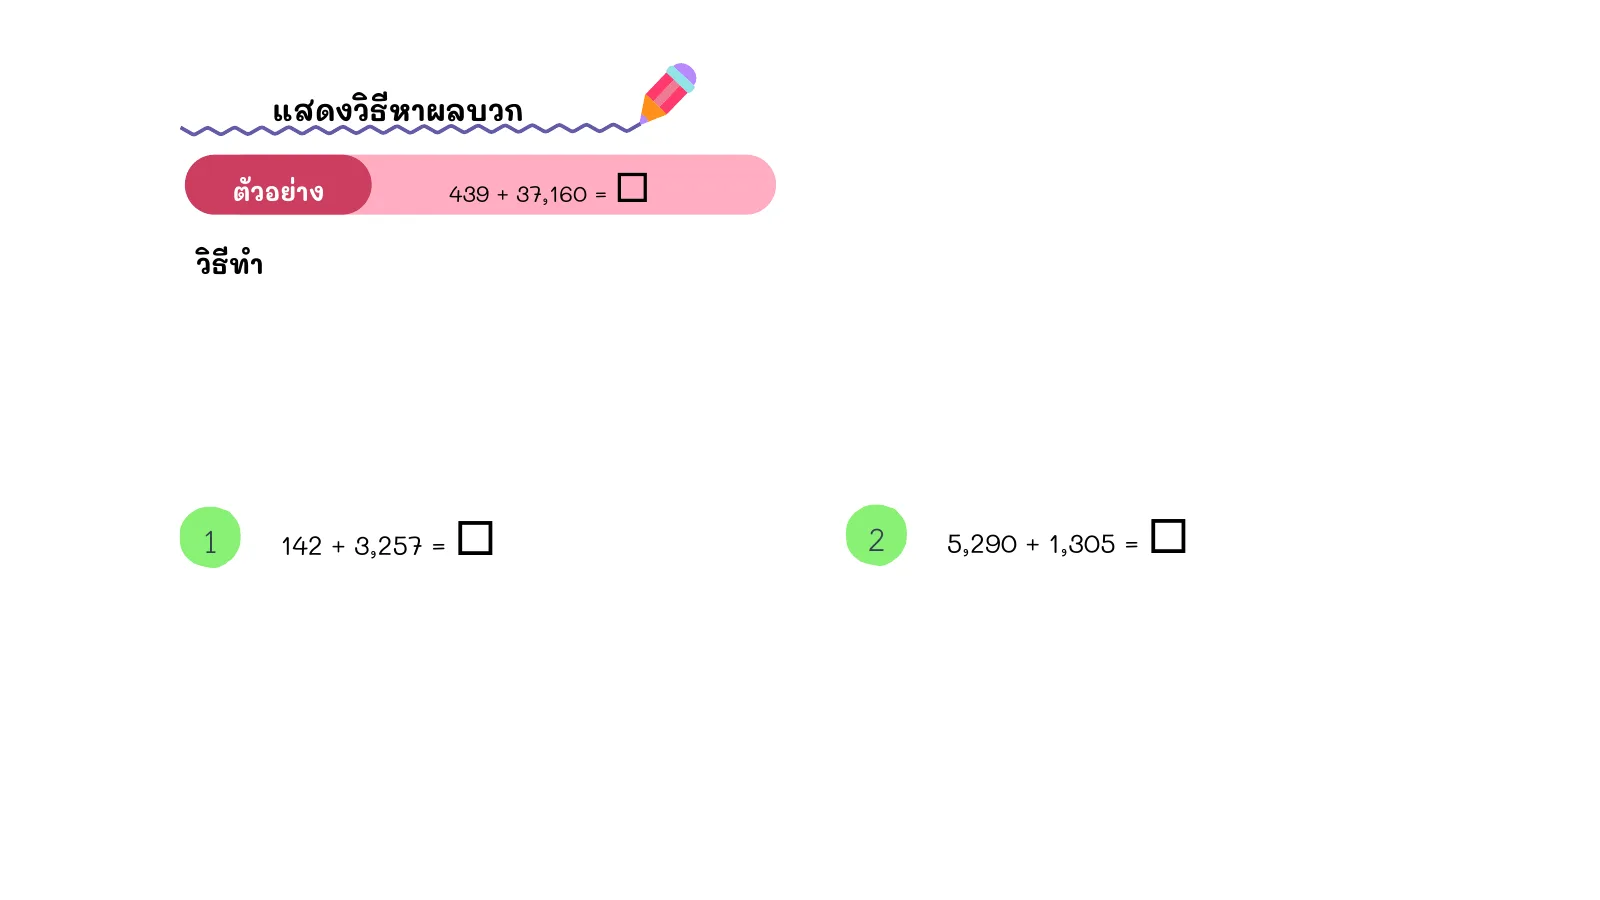 แสดงวิธีหาผลบวก
ตัวอย่าง 439 + 37,160 = □
วิธีทำ
1 142 + 3,257 = □
2 5,290 + 1,305 = □